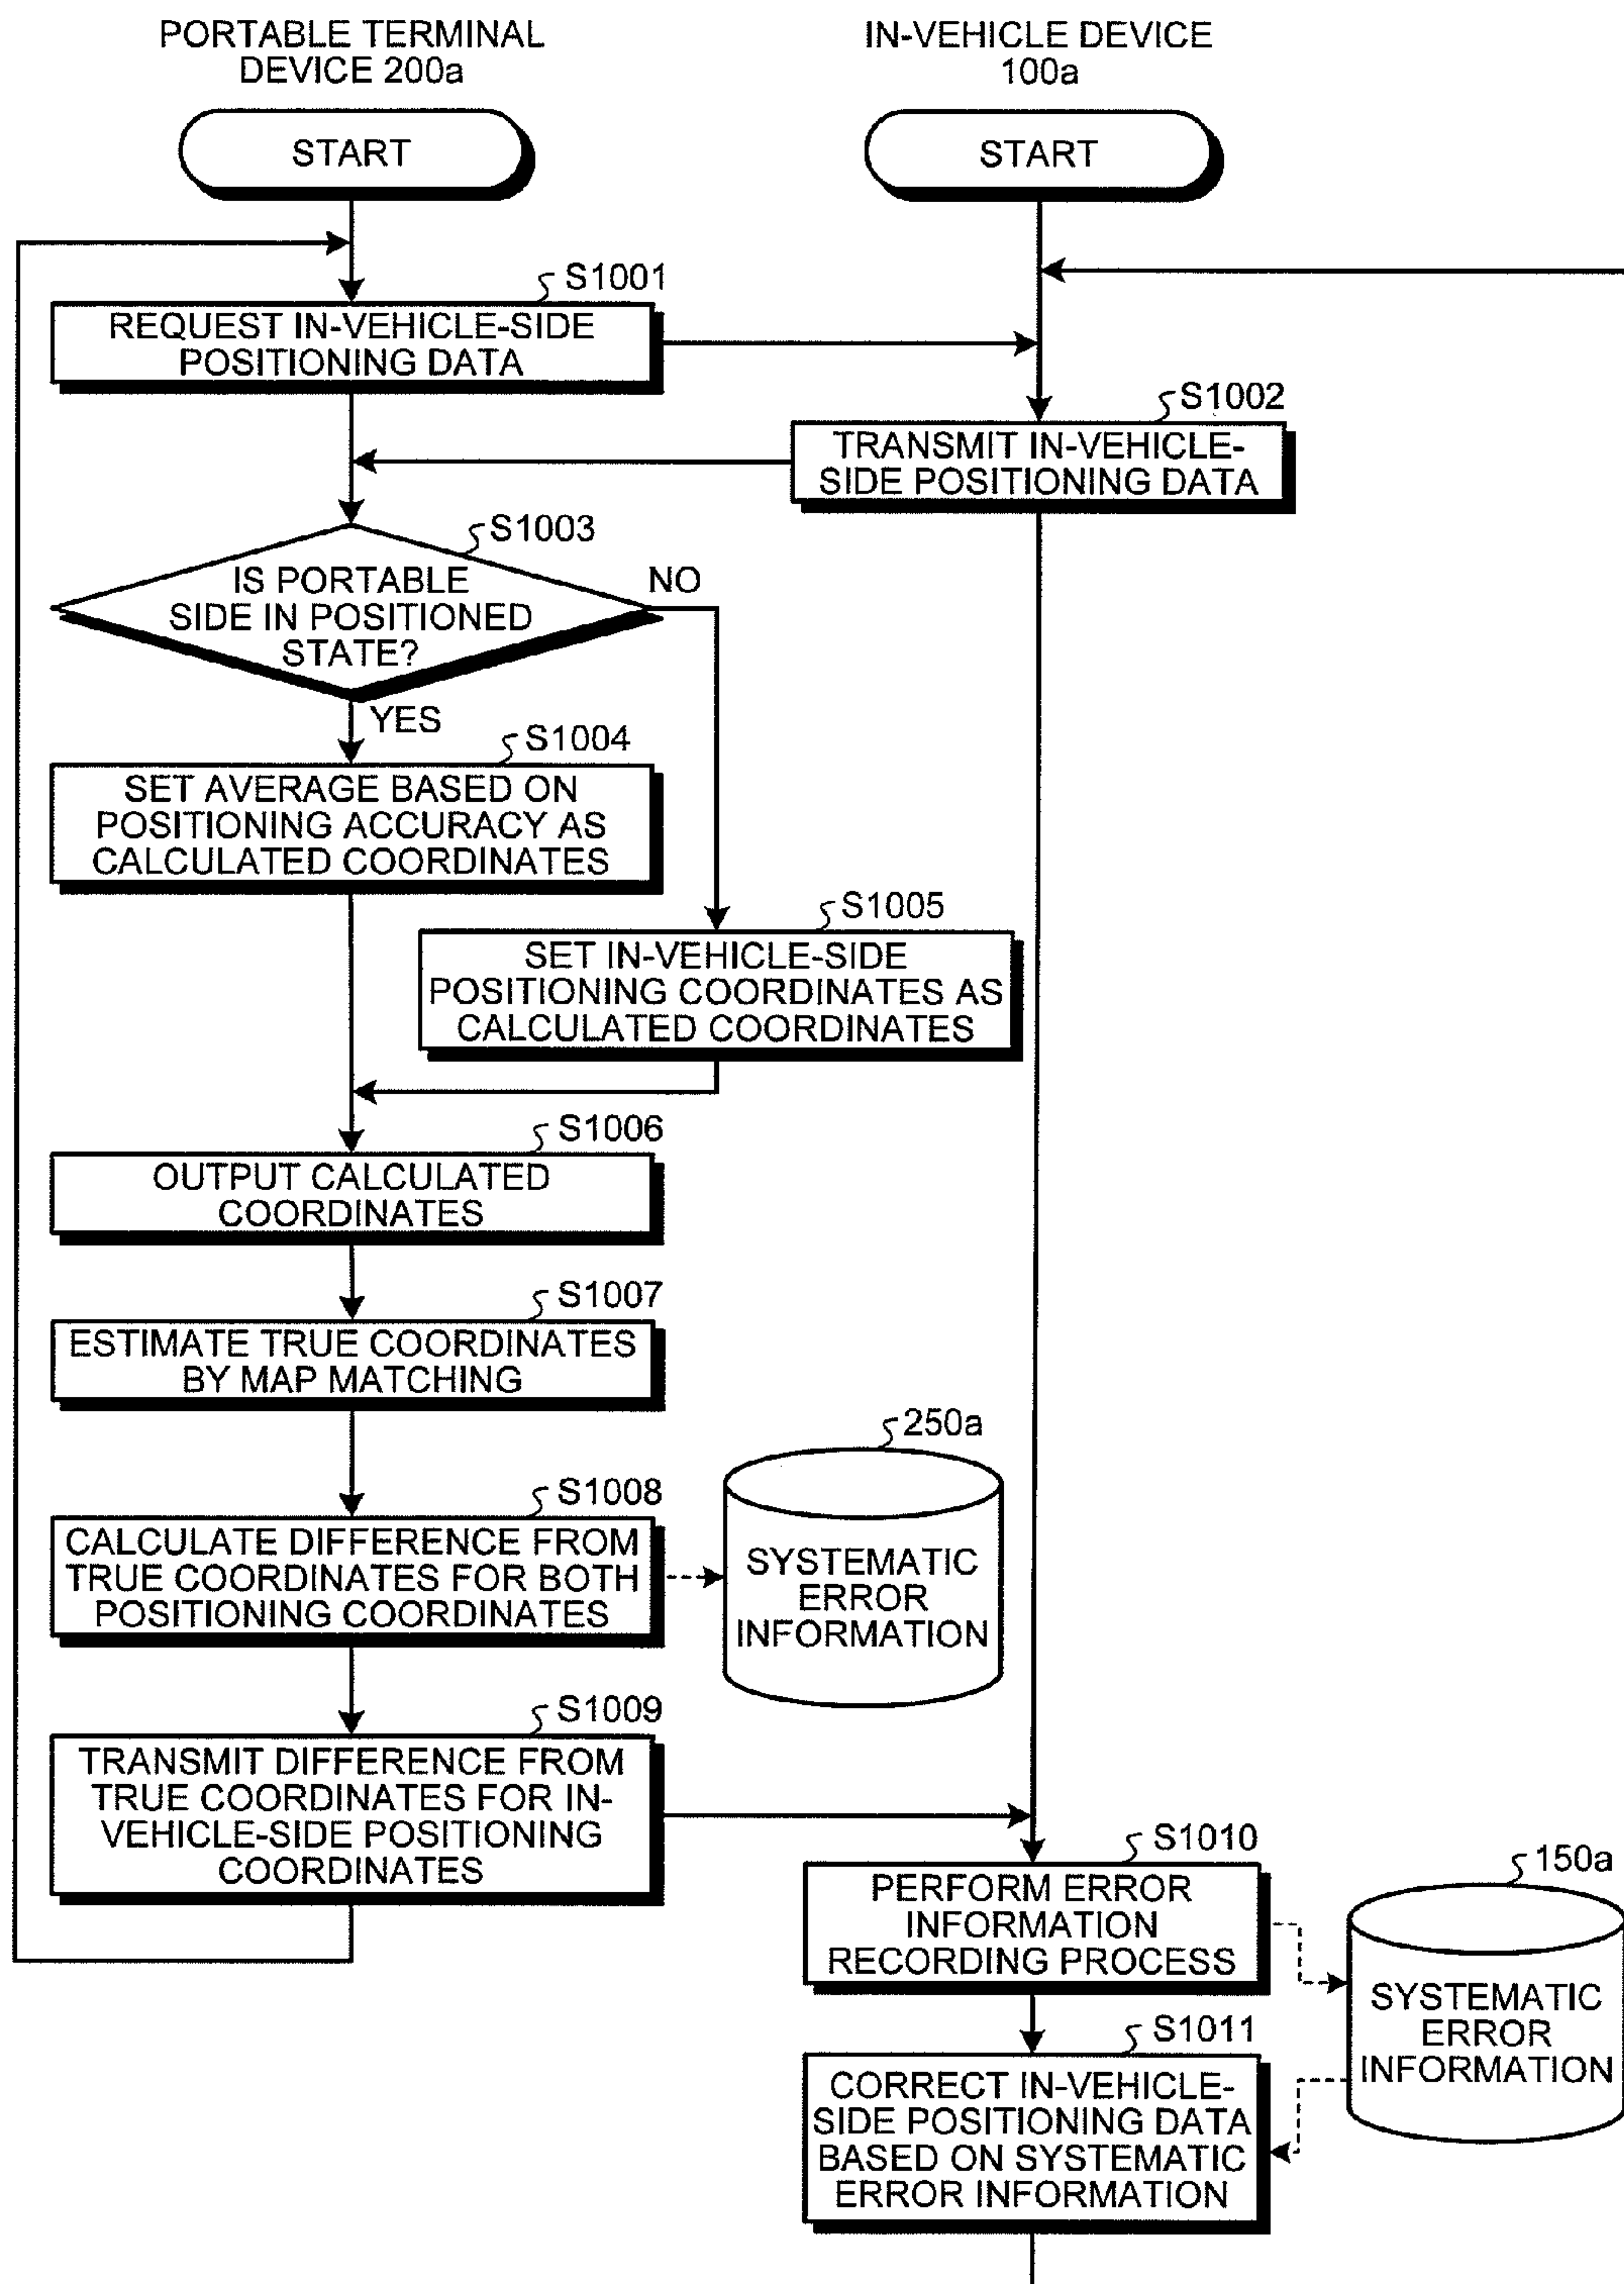 PORTABLE TERMINAL
DEVICE 200a
IN-VEHICLE DEVICE
100a
START
START
S1001
REQUEST IN-VEHICLE-SIDE
POSITIONING DATA
S1002
TRANSMIT IN-VEHICLE-
SIDE POSITIONING DATA
S1003
IS PORTABLE
SIDE IN POSITIONED
STATE?
NO
YES
S1004
SET AVERAGE BASED ON
POSITIONING ACCURACY AS
CALCULATED COORDINATES
S1005
SET IN-VEHICLE-SIDE
POSITIONING COORDINATES AS
CALCULATED COORDINATES
S1006
OUTPUT CALCULATED
COORDINATES
S1007
ESTIMATE TRUE COORDINATES
BY MAP MATCHING
250a
SYSTEMATIC
ERROR
INFORMATION
S1008
CALCULATE DIFFERENCE FROM
TRUE COORDINATES FOR BOTH
POSITIONING COORDINATES
S1009
TRANSMIT DIFFERENCE FROM
TRUE COORDINATES FOR IN-
VEHICLE-SIDE POSITIONING
COORDINATES
S1010
PERFORM ERROR
INFORMATION
RECORDING PROCESS
150a
SYSTEMATIC
ERROR
INFORMATION
S1011
CORRECT IN-VEHICLE-
SIDE POSITIONING DATA
BASED ON SYSTEMATIC
ERROR INFORMATION